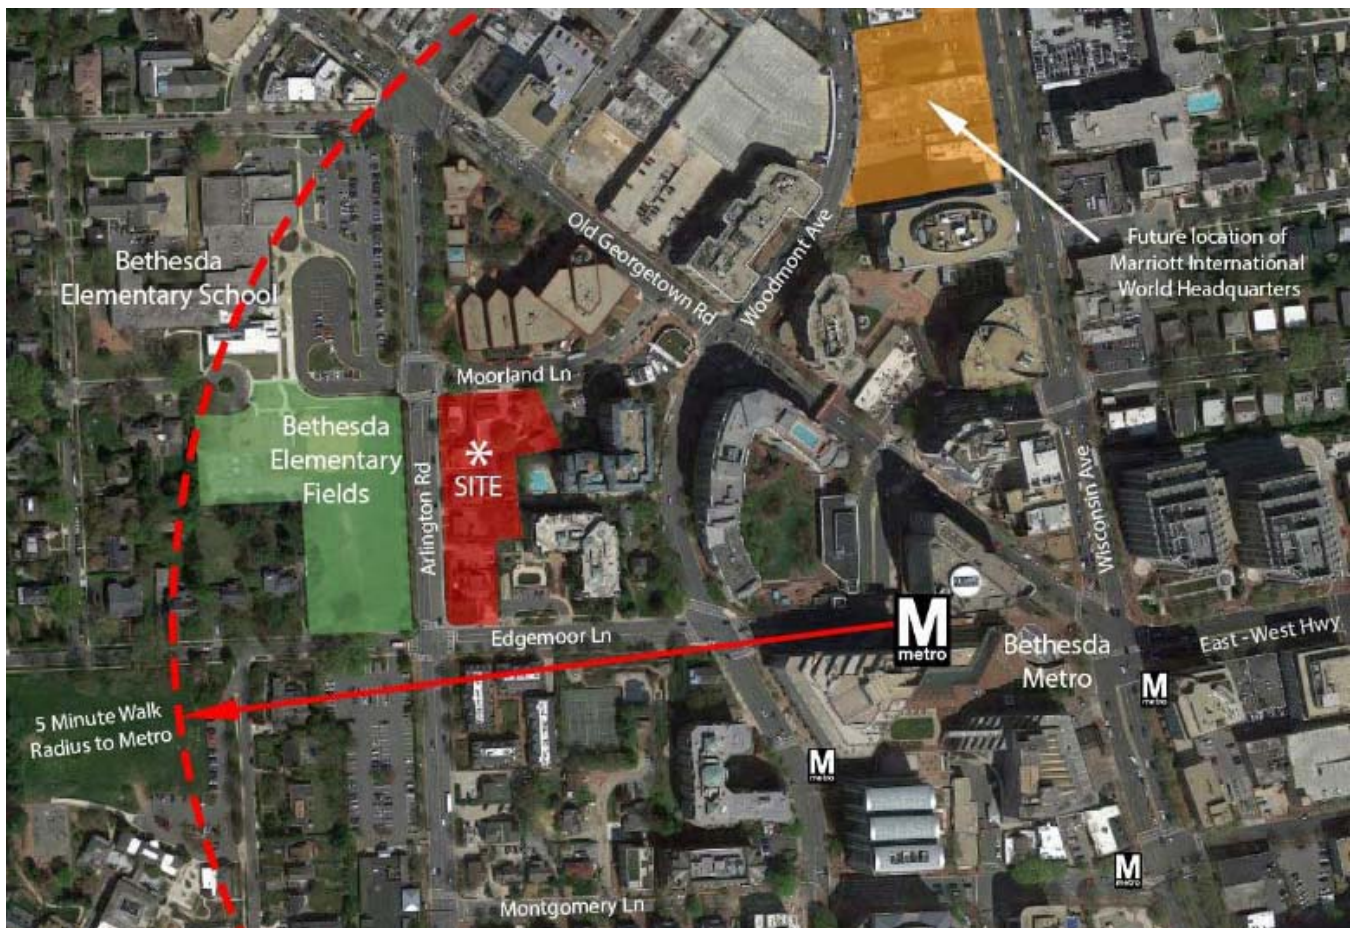 Old Georgetown Rd
Woodmont Ave
Future location of
Marriott International
World Headquarters
Bethesda
Elementary School
Moorland Ln
Bethesda
Elementary
Fields
*
SITE
Arlington Rd
Wisconsin Ave
Edgemoor Ln
M
metro
Bethesda
Metro
East-West Hwy
5 Minute Walk
Radius to Metro
M
metro
M
metro
M
metro
Montgomery Ln